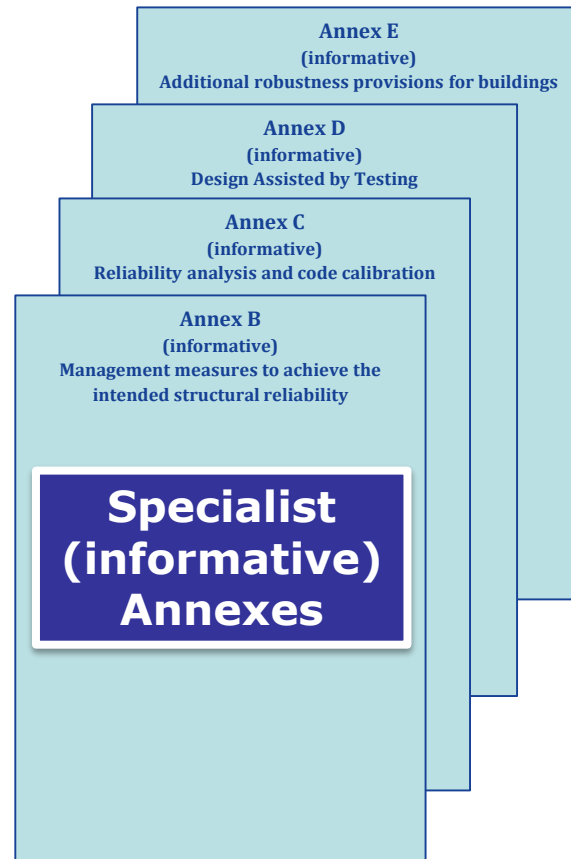 Annex E
(informative)
Additional robustness provisions for buildings
Annex D
(informative)
Design Assisted by Testing
Annex C
(informative)
Reliability analysis and code calibration
Annex B
(informative)
Management measures to achieve the
intended structural reliability
Specialist
(informative)
Annexes